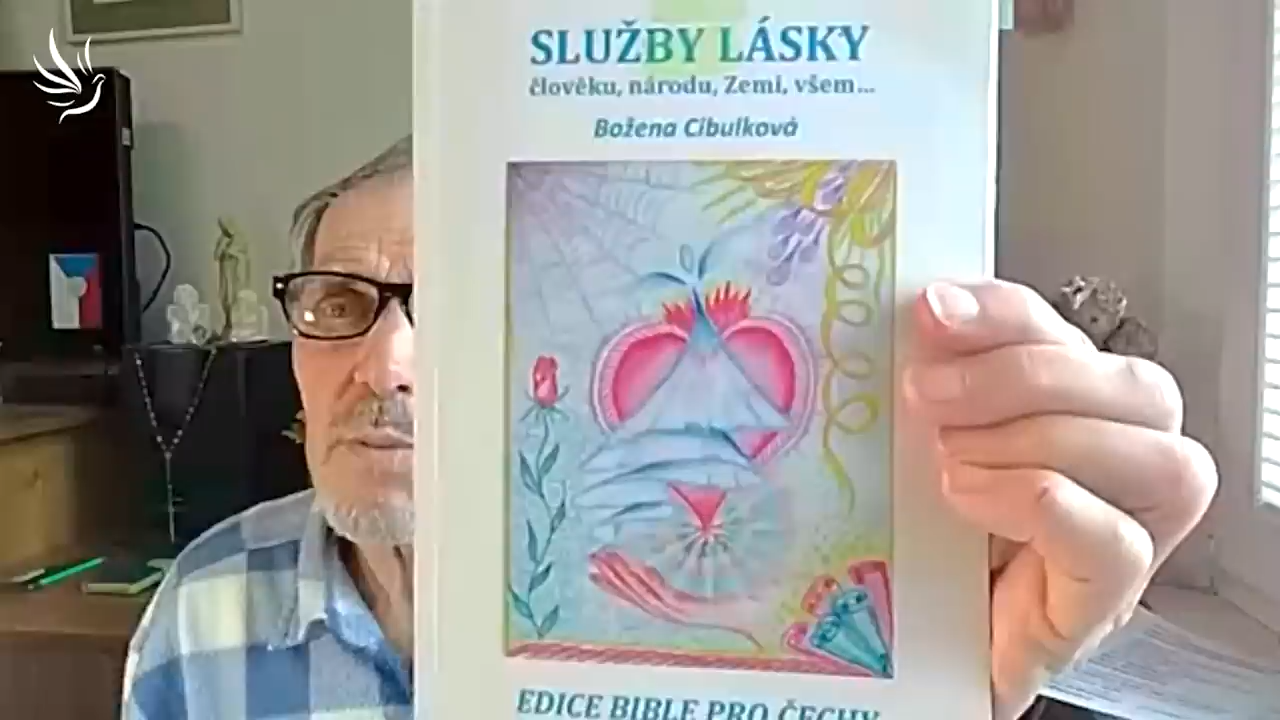 SLUŽBY LÁSKY
člověku, národu, Zemi, všem...
Božena Cibulková
EDICE BIBLE PRO ČECHY